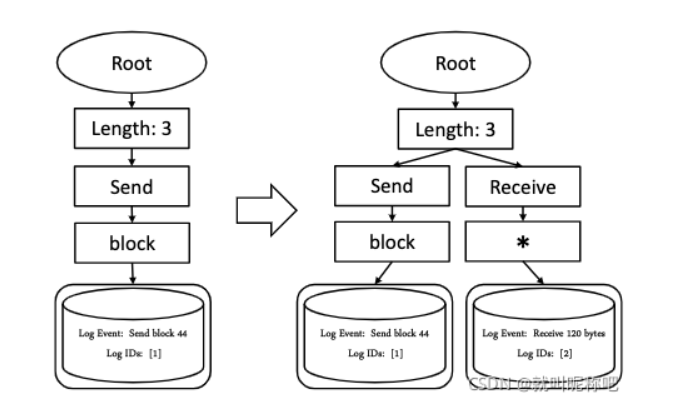 Root
Length: 3
Send
block
Log Event: Send block 44
Log IDs: [1]
Root
Length: 3
Send
Receive
block
*
Log Event: Send block 44
Log IDs: [1]
Log Event: Receive 120 bytes
Log IDs: [2]
CSDN @就叫昵称吧